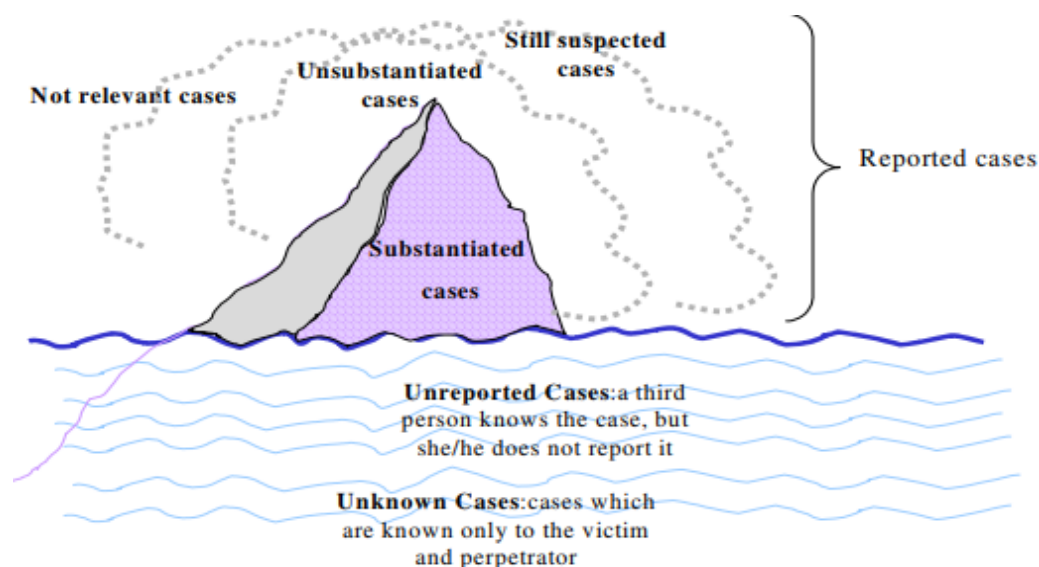 Still suspected
cases
Unsubstantiated
cases
Not relevant cases
Reported cases
Substantiated
cases
Unreported Cases:a third
person knows the case, but
she/he does not report it
Unknown Cases:cases which
are known only to the victim
and perpetrator